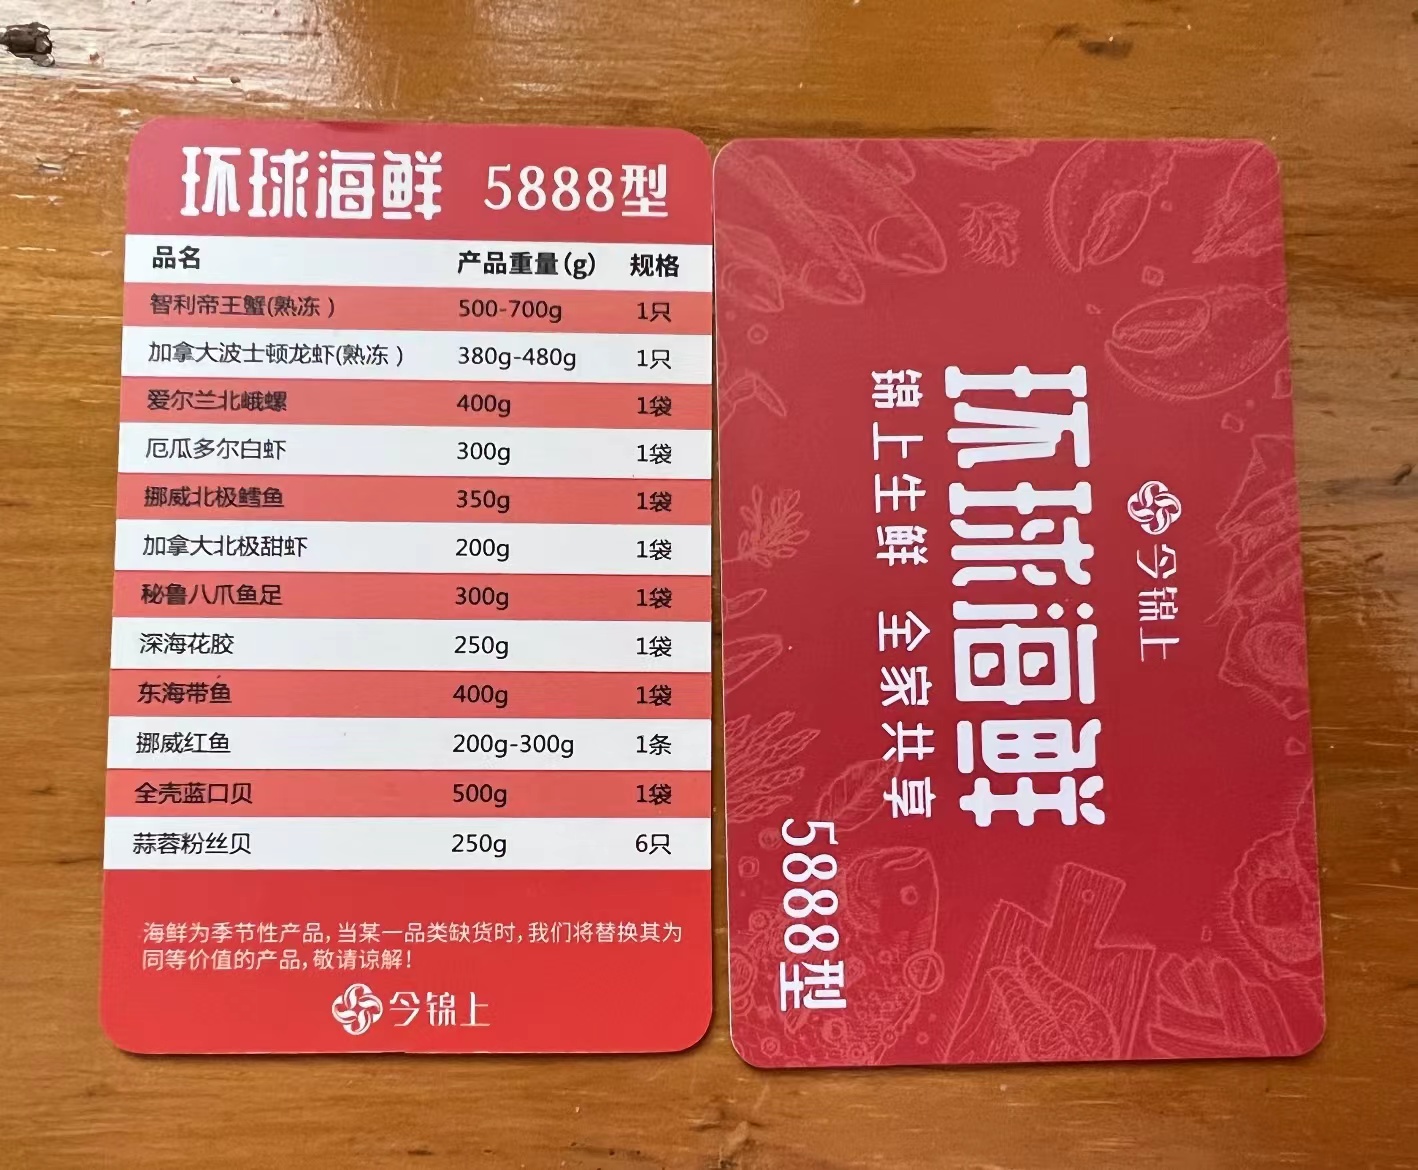 环球海鲜 5888型
品名 产品重量(g) 规格
智利帝王蟹(熟冻) 500-700g 1只
加拿大波士顿龙虾(熟冻) 380g-480g 1只
爱尔兰北峨螺 400g 1袋
厄瓜多尔白虾 300g 1袋
挪威北极鳕鱼 350g 1袋
加拿大北极甜虾 200g 1袋
秘鲁八爪鱼足 300g 1袋
深海花胶 250g 1袋
东海带鱼 400g 1袋
挪威红鱼 200g-300g 1条
全壳蓝口贝 500g 1袋
蒜蓉粉丝贝 250g 6只
海鲜为季节性产品,当某一品类缺货时,我们将替换其为
同等价值的产品,敬请谅解!
今锦上
今锦上
环球海鲜
锦上生鲜 全家共享
5888型